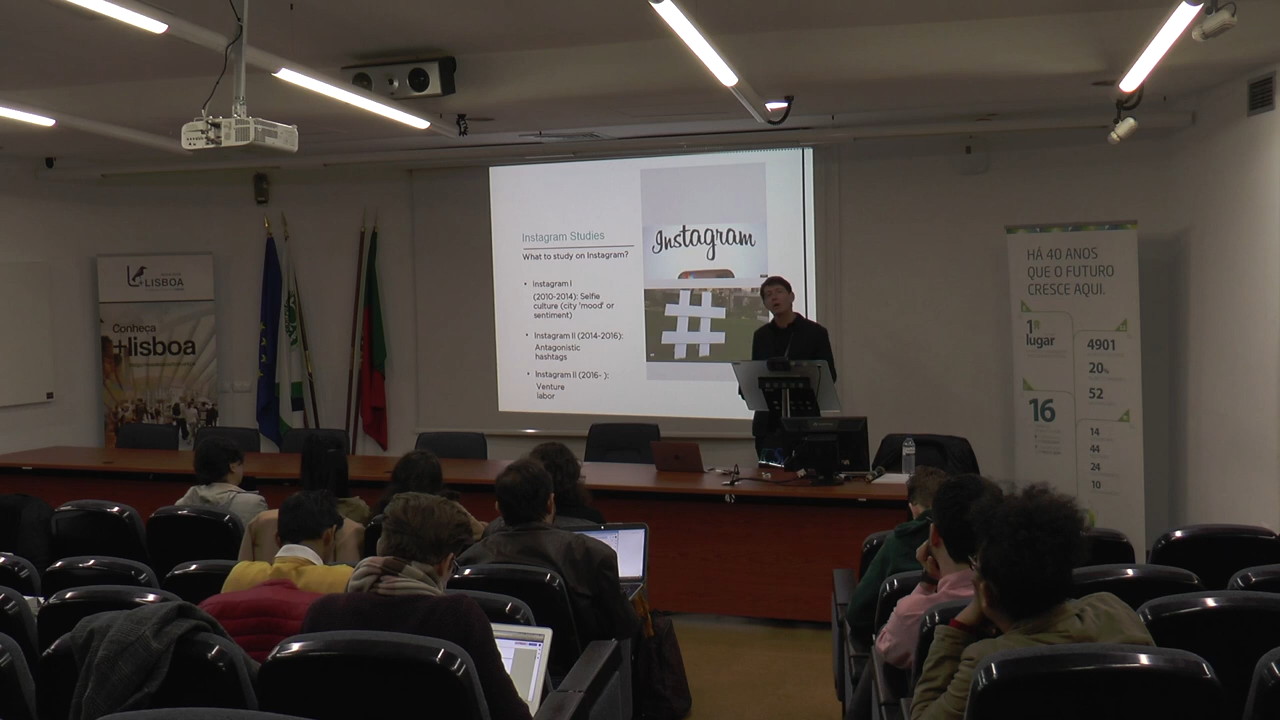 LISBOA
Conheça
+lisboa
Instagram Studies
What to study on Instagram?
• Instagram I
(2010-2014): Selfie
culture (city 'mood' or
sentiment)
• Instagram II (2014-2016):
Antagonistic
hashtags
• Instagram II (2016- ):
Venture
labor
Instagram
#
HÁ 40 ANOS
QUE O FUTURO
CRESCE AQUI.
1º
lugar
16
4901
20%
52
14
44
24
10